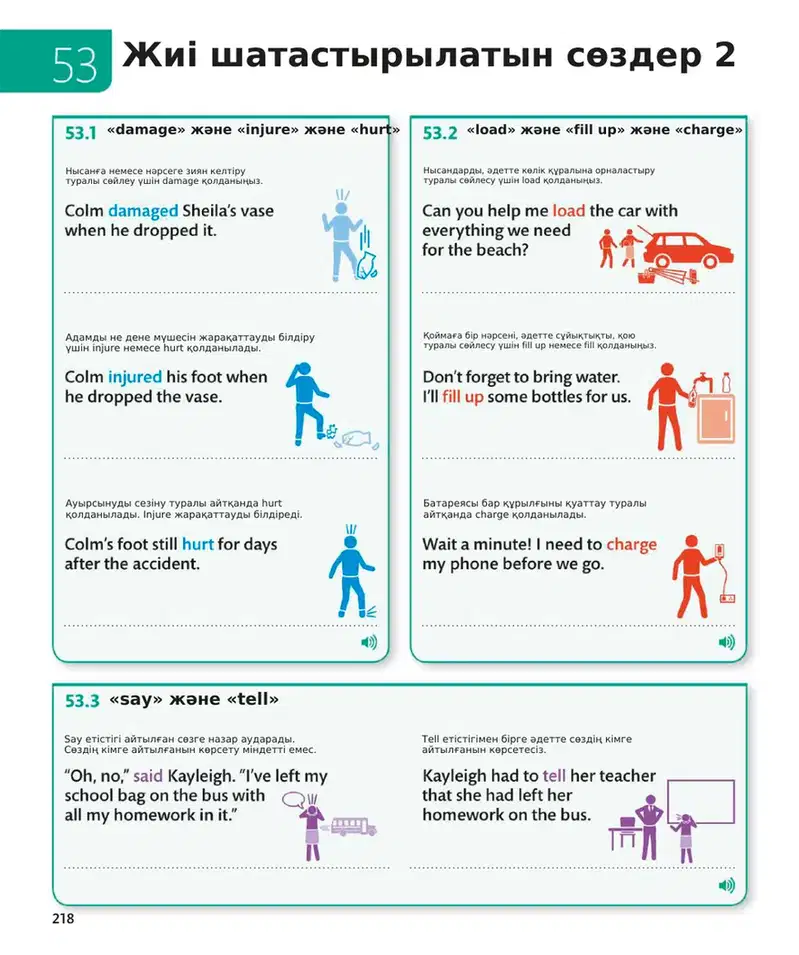 53
Жиі шатастырылатын сөздер 2
53.1 «damage» және «injure» және «hurt»
Нысанға немесе нәрсеге зиян келтіру
туралы сөйлеу үшін damage қолданыңыз.
Colm damaged Sheila's vase
when he dropped it.
Адамды не дене мүшесін жарақаттауды білдіру
үшін injure немесе hurt қолданылады.
Colm injured his foot when
he dropped the vase.
Ауырсынуды сезіну туралы айтқанда hurt
қолданылады. Injure жарақаттауды білдіреді.
Colm's foot still hurt for days
after the accident.
53.2 «load» және «fill up» және «charge»
Нысандарды, әдетте көлік құралына орналастыру
туралы сөйлесу үшін load қолданыңыз.
Can you help me load the car with
everything we need
for the beach?
Қоймаға бір нәрсені, әдетте сұйықтықты, қою
туралы сөйлесу үшін fill up немесе fill қолданыңыз.
Don't forget to bring water.
I'll fill up some bottles for us.
Батареясы бар құрылғыны қуаттау туралы
айтқанда charge қолданылады.
Wait a minute! I need to charge
my phone before we go.
53.3 «say» және «tell»
Say етістігі айтылған сөзге назар аударады.
Сөздің кімге айтылғанын көрсету міндетті емес.
"Oh, no," said Kayleigh. "I've left my
school bag on the bus with
all my homework in it."
Tell етістігімен бірге әдетте сөздің кімге
айтылғанын көрсетесіз.
Kayleigh had to tell her teacher
that she had left her
homework on the bus.
218